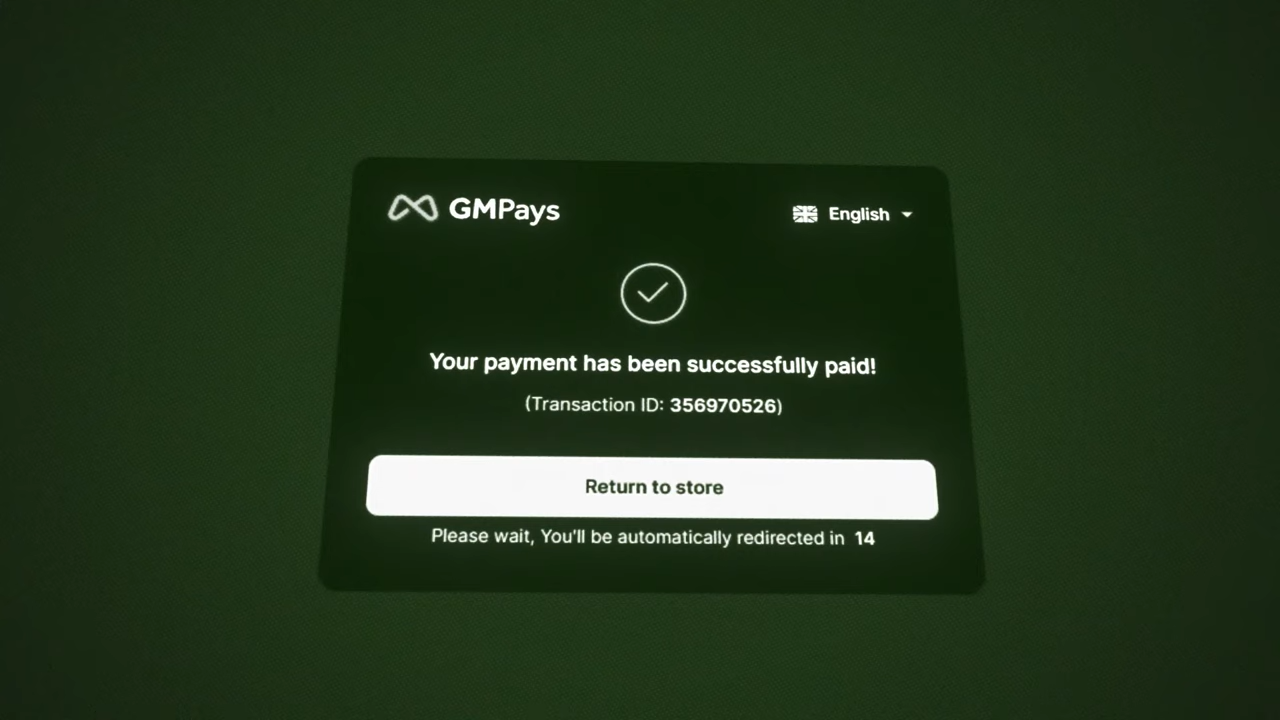 GMPays
English
Your payment has been successfully paid!
(Transaction ID: 356970526)
Return to store
Please wait, You'll be automatically redirected in 14